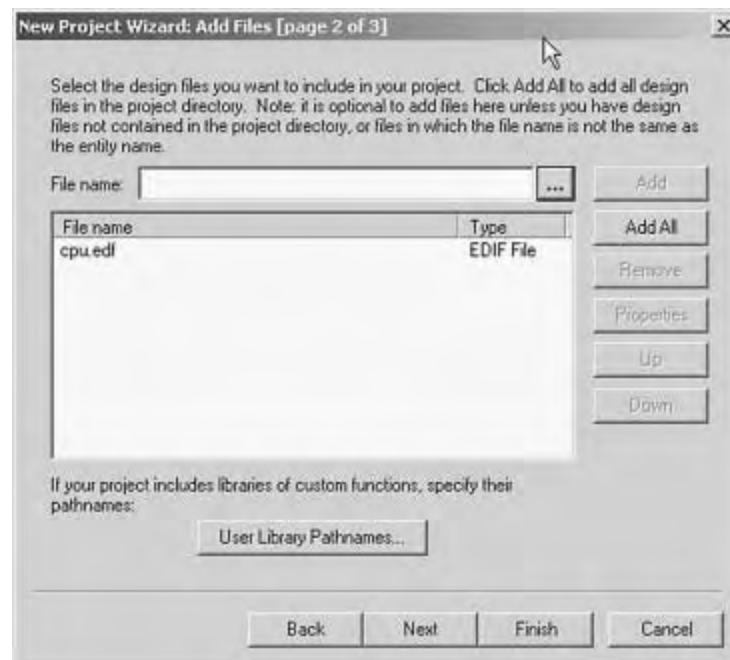 New Project Wizard: Add Files [page 2 of 3]
Select the design files you want to include in your project. Click Add All to add all design
files in the project directory. Note: it is optional to add files here unless you have design
files not contained in the project directory, or files in which the file name is not the same as
the entity name.
File name: ... Add
File name Type Add All
cpu.edf EDIF File
Remove
Properties
Up
Down
If your project includes libraries of custom functions, specify their
pathnames:
User Library Pathnames...
Back Next Finish Cancel